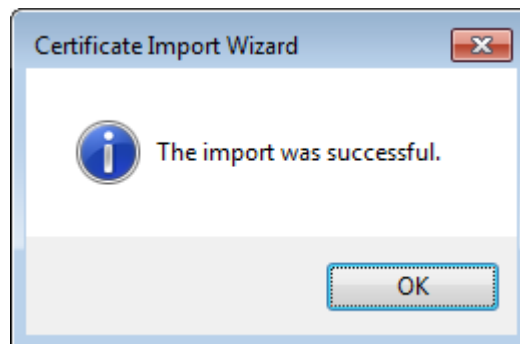 Certificate Import Wizard
The import was successful.
OK